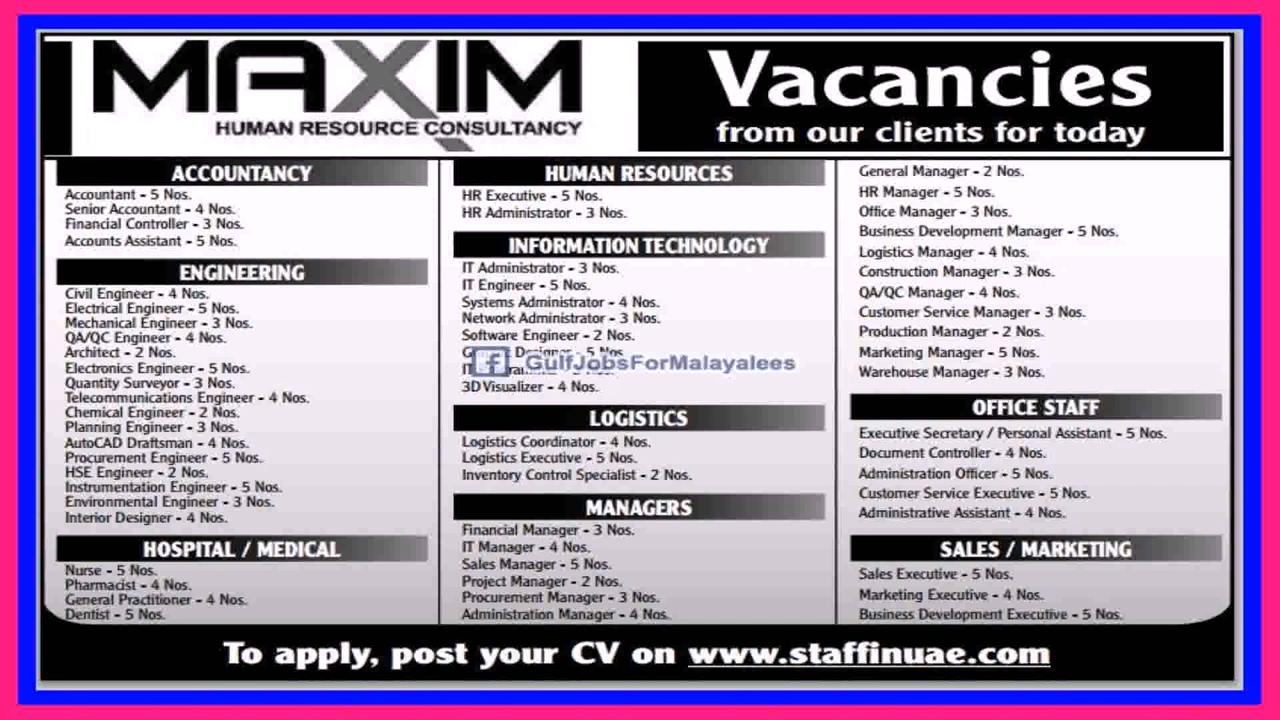 MAXIM
HUMAN RESOURCE CONSULTANCY
Vacancies
from our clients for today
ACCOUNTANCY
Accountant - 5 Nos.
Senior Accountant - 4 Nos.
Financial Controller - 3 Nos.
Accounts Assistant - 5 Nos.
ENGINEERING
Civil Engineer - 4 Nos.
Electrical Engineer - 5 Nos.
Mechanical Engineer - 3 Nos.
QA/QC Engineer - 4 Nos.
Architect - 2 Nos.
Electronics Engineer - 5 Nos.
Quantity Surveyor - 3 Nos.
Telecommunications Engineer - 4 Nos.
Chemical Engineer - 2 Nos.
Planning Engineer - 3 Nos.
AutoCAD Draftsman - 4 Nos.
Procurement Engineer - 5 Nos.
HSE Engineer - 2 Nos.
Instrumentation Engineer - 5 Nos.
Environmental Engineer - 3 Nos.
Interior Designer - 4 Nos.
HOSPITAL / MEDICAL
Nurse - 5 Nos.
Pharmacist - 4 Nos.
General Practitioner - 4 Nos.
Dentist - 5 Nos.
HUMAN RESOURCES
HR Executive - 5 Nos.
HR Administrator - 3 Nos.
INFORMATION TECHNOLOGY
IT Administrator - 3 Nos.
IT Engineer - 5 Nos.
Systems Administrator - 4 Nos.
Network Administrator - 3 Nos.
Software Engineer - 2 Nos.
Designer - 5 Nos.
GulfJobsForMalayalees
IT
3D Visualizer - 4 Nos.
LOGISTICS
Logistics Coordinator - 4 Nos.
Logistics Executive - 5 Nos.
Inventory Control Specialist - 2 Nos.
MANAGERS
Financial Manager - 3 Nos.
IT Manager - 4 Nos.
Sales Manager - 5 Nos.
Project Manager - 2 Nos.
Procurement Manager - 3 Nos.
Administration Manager - 4 Nos.
General Manager - 2 Nos.
HR Manager - 5 Nos.
Office Manager - 3 Nos.
Business Development Manager - 5 Nos.
Logistics Manager - 4 Nos.
Construction Manager - 3 Nos.
QA/QC Manager - 4 Nos.
Customer Service Manager - 3 Nos.
Production Manager - 2 Nos.
Marketing Manager - 5 Nos.
Warehouse Manager - 3 Nos.
OFFICE STAFF
Executive Secretary / Personal Assistant - 5 Nos.
Document Controller - 4 Nos.
Administration Officer - 5 Nos.
Customer Service Executive - 5 Nos.
Administrative Assistant - 4 Nos.
SALES / MARKETING
Sales Executive - 5 Nos.
Marketing Executive - 4 Nos.
Business Development Executive - 5 Nos.
To apply, post your CV on www.staffinuae.com